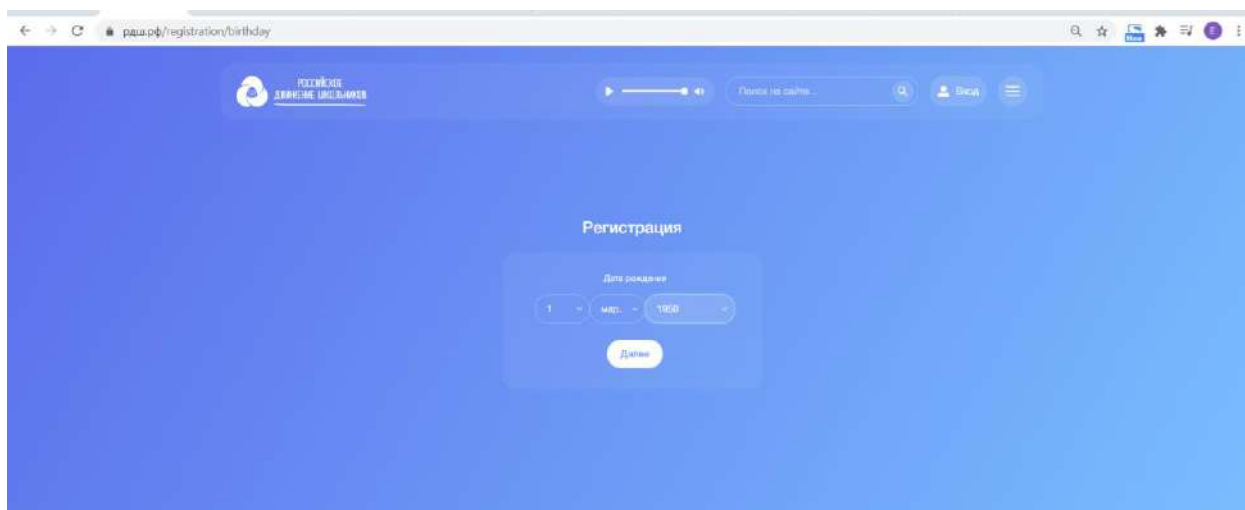 рдш.рф/registration/birthday
РОССИЙСКОЕ
ДВИЖЕНИЕ ШКОЛЬНИКОВ
Поиск на сайте...
Вход
Регистрация
Дата рождения
1 мар. 1950
Далее